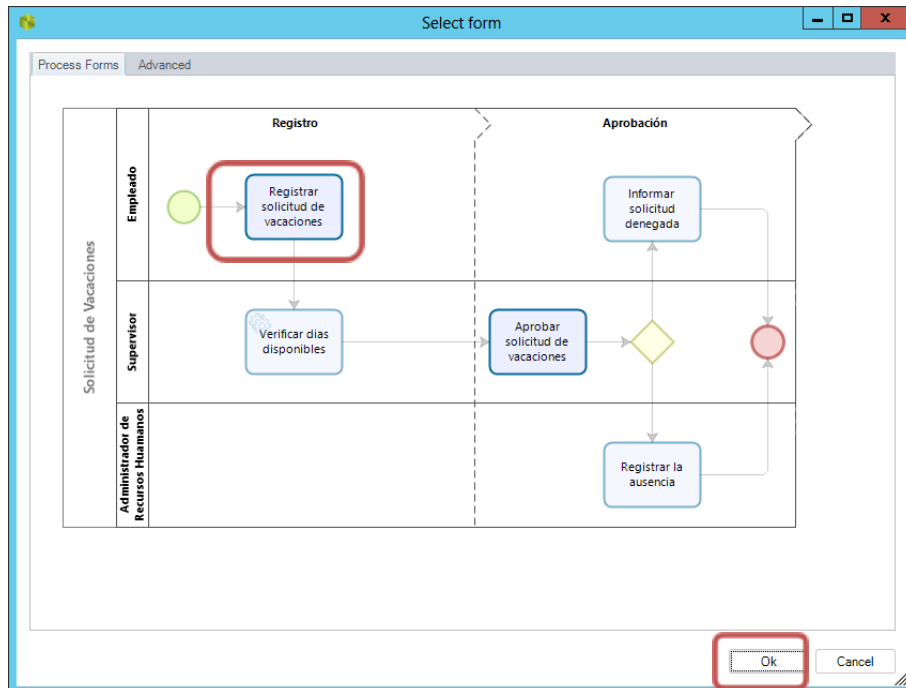 Select form
Process Forms
Advanced
Solicitud de Vacaciones
Registro
Aprobación
Empleado
Registrar
solicitud de
vacaciones
Informar
solicitud
denegada
Supervisor
Verificar dias
disponibles
Aprobar
solicitud de
vacaciones
Administrador de
Recursos Huamanos
Registrar la
ausencia
Ok
Cancel